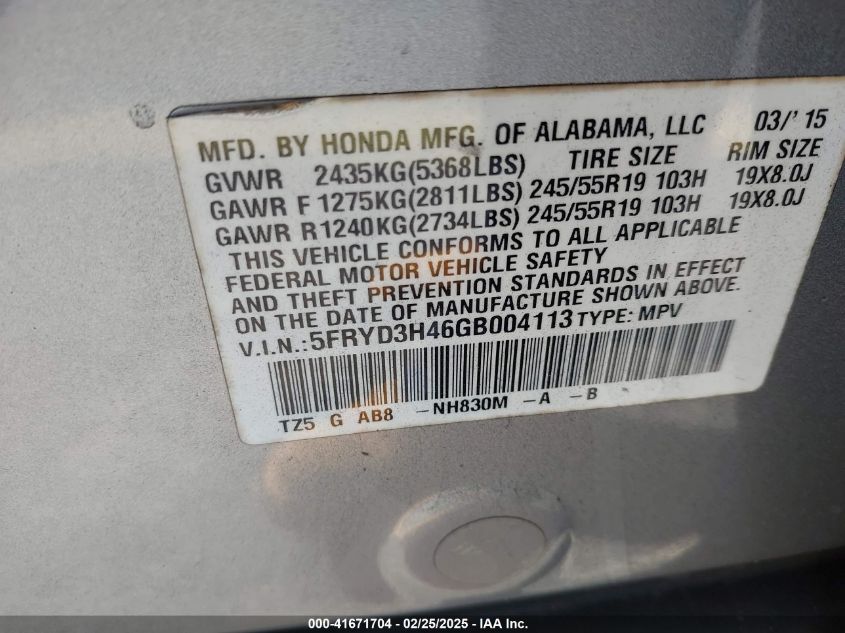 MFD. BY HONDA MFG. OF ALABAMA, LLC 03/'15
GVWR 2435KG(5368LBS) TIRE SIZE RIM SIZE
GAWR F 1275KG(2811LBS) 245/55R19 103H 19X8.0J
GAWR R 1240KG(2734LBS) 245/55R19 103H 19X8.0J
THIS VEHICLE CONFORMS TO ALL APPLICABLE
FEDERAL MOTOR VEHICLE SAFETY
AND THEFT PREVENTION STANDARDS IN EFFECT
ON THE DATE OF MANUFACTURE SHOWN ABOVE.
V.I.N.:5FRYD3H46GB004113 TYPE: MPV
TZ5 G AB8 -NH830M -A -B
000-41671704 - 02/25/2025 - IAA Inc.